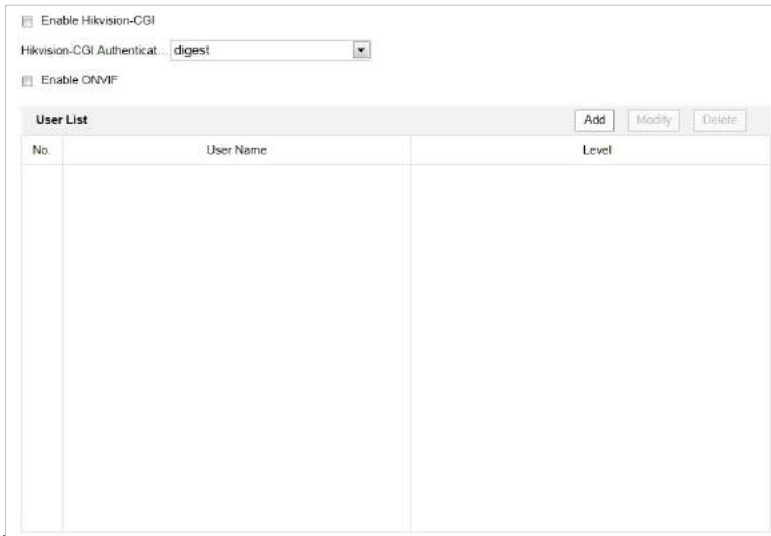 Enable Hikvision-CGI
Hikvision-CGI Authenticat... digest
Enable ONVIF
User List Add Modify Delete
No. User Name Level